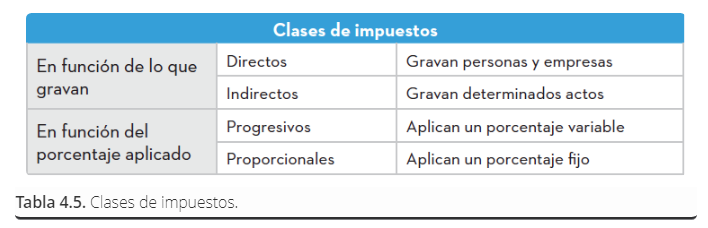 Clases de impuestos
En función de lo que
gravan
Directos
Gravan personas y empresas
Indirectos
Gravan determinados actos
En función del
porcentaje aplicado
Progresivos
Aplican un porcentaje variable
Proporcionales
Aplican un porcentaje fijo
Tabla 4.5. Clases de impuestos.